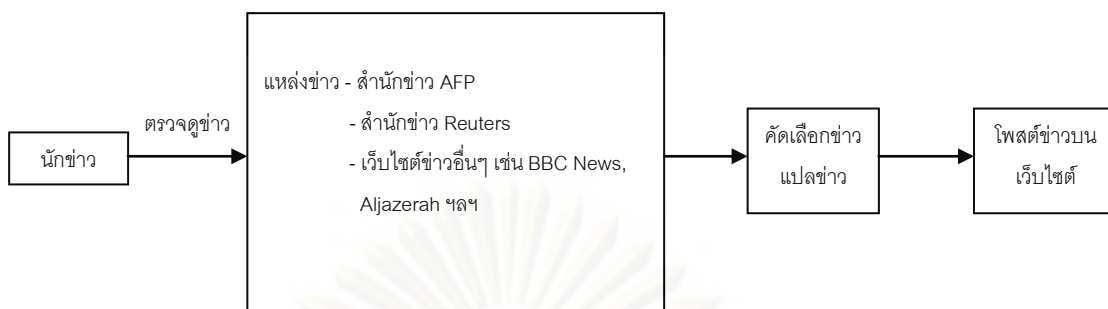 นักข่าว
ตรวจดูข่าว
แหล่งข่าว - สำนักข่าว AFP
- สำนักข่าว Reuters
- เว็บไซต์ข่าวอื่นๆ เช่น BBC News,
Aljazerah ฯลฯ
คัดเลือกข่าว
แปลข่าว
โพสต์ข่าวบน
เว็บไซต์